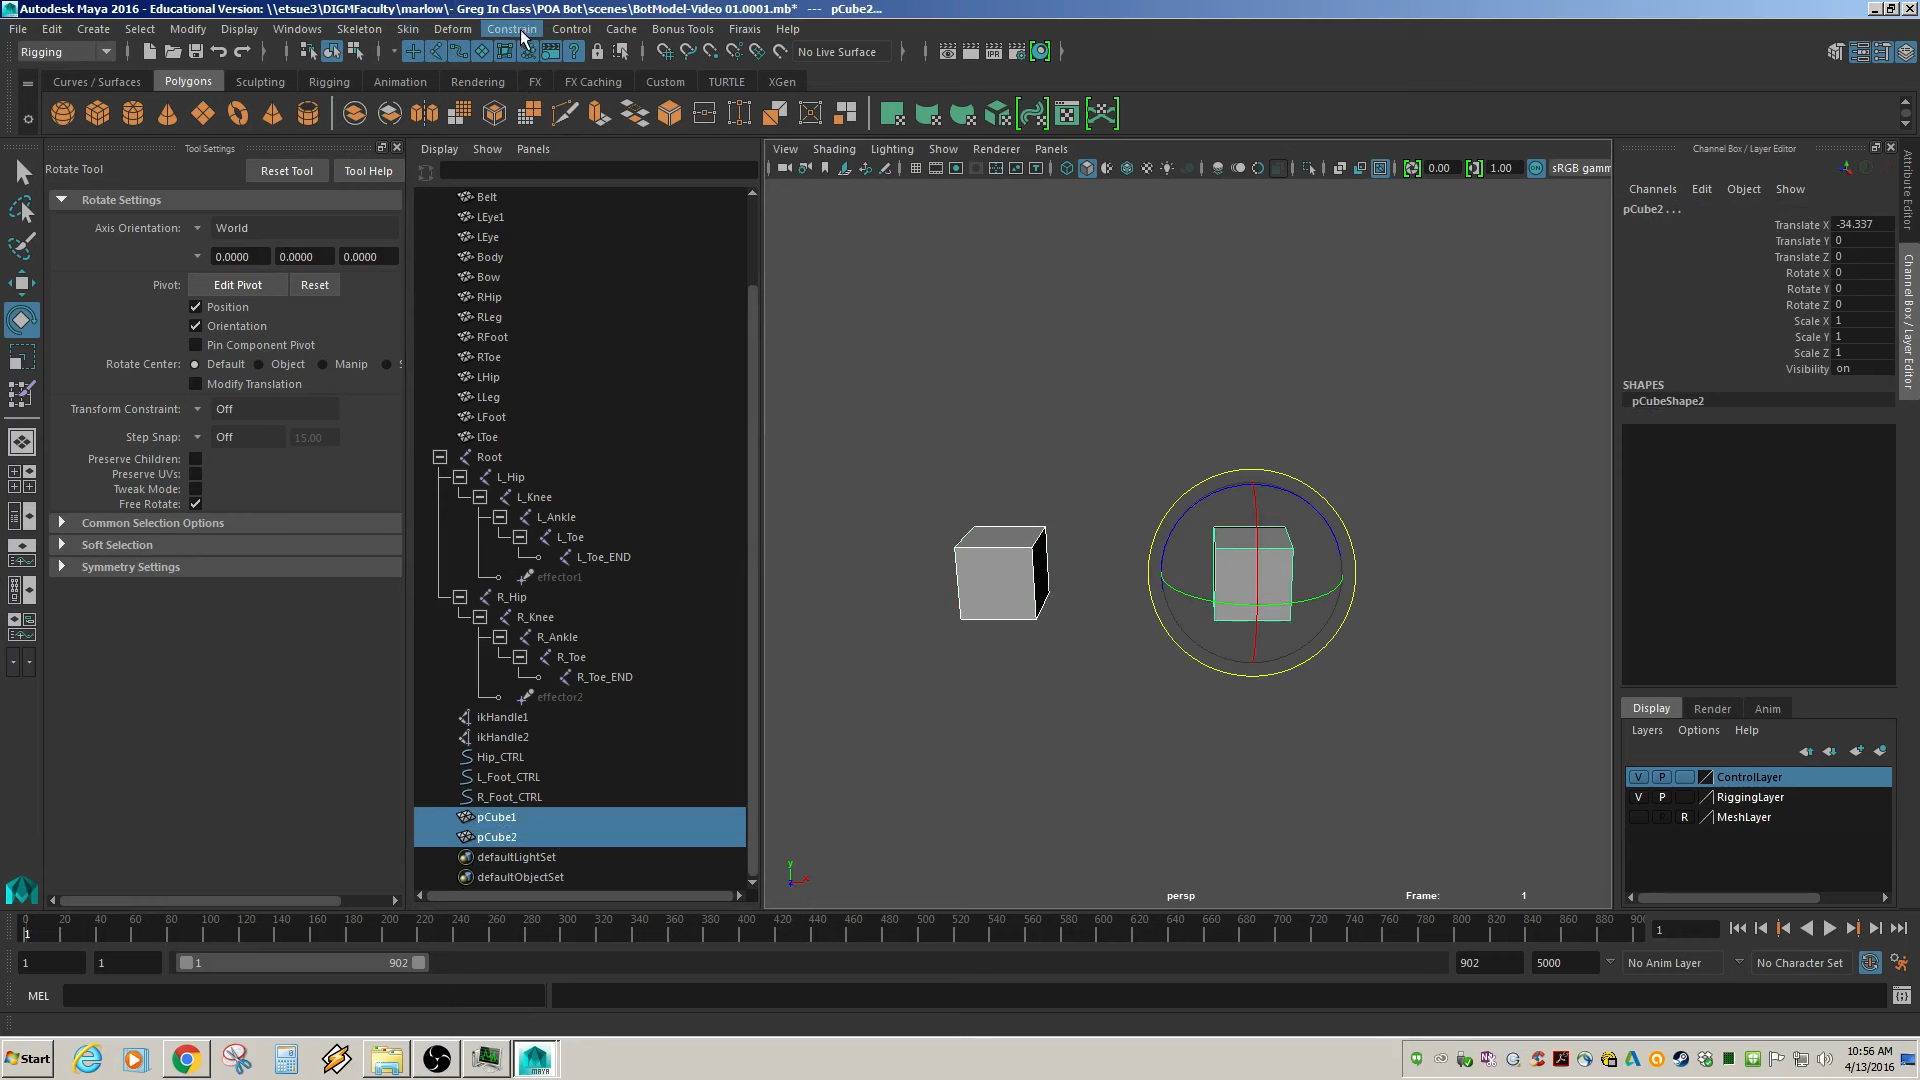 Autodesk Maya 2016 - Educational Version: \\etsue3\DIGMFaculty\marlow\- Greg In Class\POA Bot\scenes\BotModel-Video 01.0001.mb* --- pCube2...
File Edit Create Select Modify Display Windows Skeleton Skin Deform Constrain Control Cache Bonus Tools Firaxis Help
Rigging No Live Surface
Curves / Surfaces Polygons Sculpting Rigging Animation Rendering FX FX Caching Custom TURTLE XGen
Tool Settings
Rotate Tool Reset Tool Tool Help
Rotate Settings
Axis Orientation: World
0.0000 0.0000 0.0000
Pivot: Edit Pivot Reset
Position
Orientation
Pin Component Pivot
Rotate Center: Default Object Manip
Modify Translation
Transform Constraint: Off
Step Snap: Off 15.00
Preserve Children:
Preserve UVs:
Tweak Mode:
Free Rotate:
Common Selection Options
Soft Selection
Symmetry Settings
Display Show Panels
Belt
LEye1
LEye
Body
Bow
RHip
RLeg
RFoot
RToe
LHip
LLeg
LFoot
LToe
Root
L_Hip
L_Knee
L_Ankle
L_Toe
L_Toe_END
effector1
R_Hip
R_Knee
R_Ankle
R_Toe
R_Toe_END
effector2
ikHandle1
ikHandle2
Hip_CTRL
L_Foot_CTRL
R_Foot_CTRL
pCube1
pCube2
defaultLightSet
defaultObjectSet
View Shading Lighting Show Renderer Panels
0.00 1.00 sRGB gamm
y
persp Frame: 1
Channel Box / Layer Editor
Channels Edit Object Show
pCube2 . . .
Translate X -34.337
Translate Y 0
Translate Z 0
Rotate X 0
Rotate Y 0
Rotate Z 0
Scale X 1
Scale Y 1
Scale Z 1
Visibility on
SHAPES
pCubeShape2
Attribute Editor
Channel Box / Layer Editor
Display Render Anim
Layers Options Help
V P ControlLayer
V P RiggingLayer
P R MeshLayer
0 20 40 60 80 100 120 140 160 180 200 220 240 260 280 300 320 340 360 380 400 420 440 460 480 500 520 540 560 580 600 620 640 660 680 700 720 740 760 780 800 820 840 860 880 900
1 1
1 1 1 902 902 5000 No Anim Layer No Character Set
MEL
Start
MAYA
10:56 AM
4/13/2016